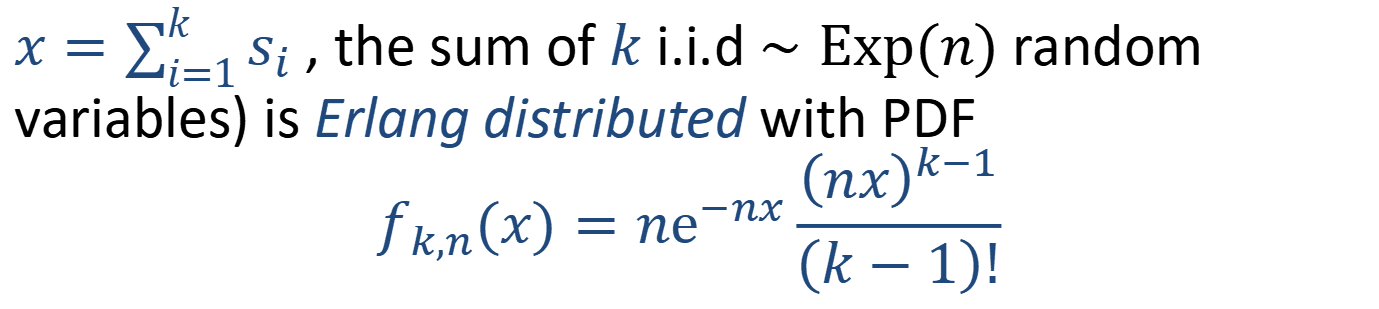 x = ∑_{i=1}^{k} s_i , the sum of k i.i.d ~ Exp(n) random
variables) is Erlang distributed with PDF
f_{k,n}(x) = ne^{−nx} (nx)^{k−1} / (k − 1)!